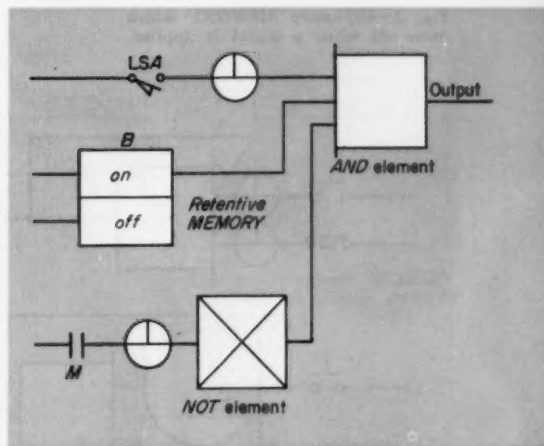 LSA
Output
AND element
B
on
off
Retentive
MEMORY
M
NOT element